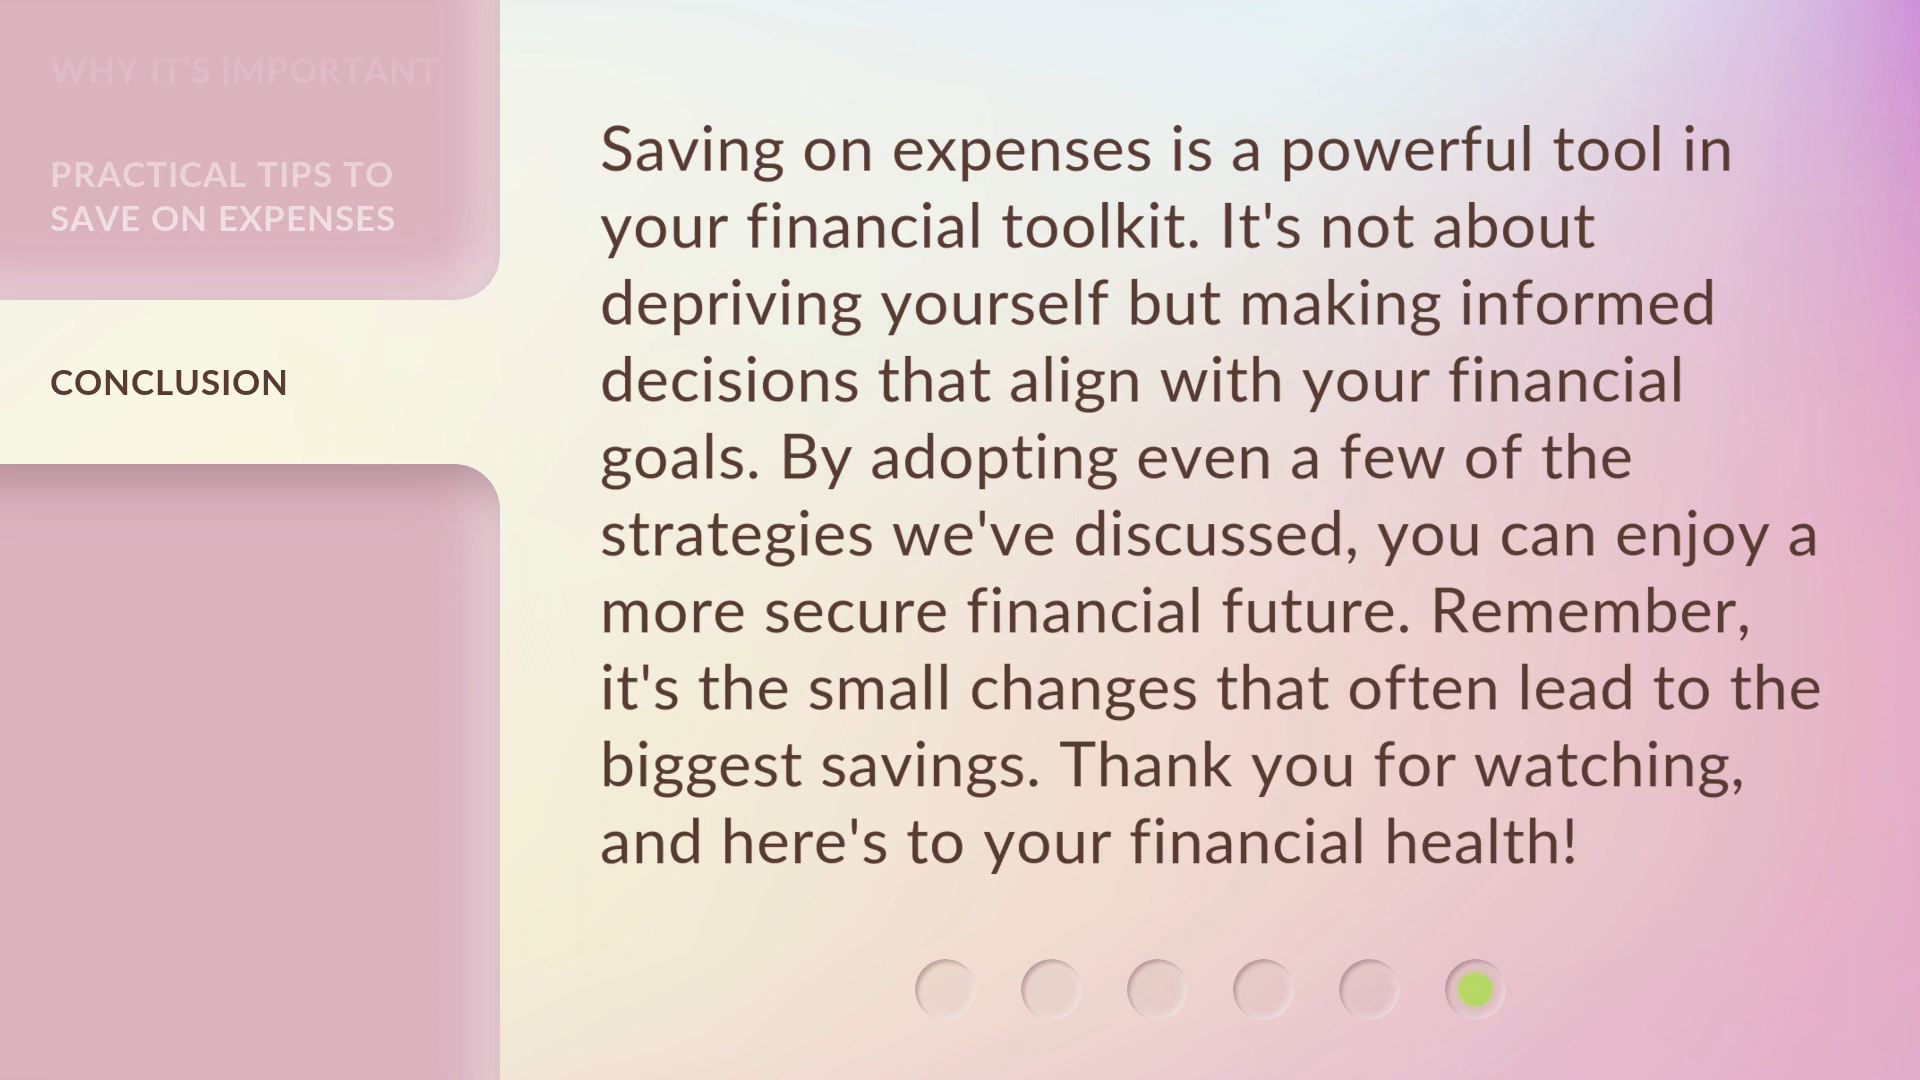 WHY IT'S IMPORTANT
PRACTICAL TIPS TO
SAVE ON EXPENSES
CONCLUSION
Saving on expenses is a powerful tool in
your financial toolkit. It's not about
depriving yourself but making informed
decisions that align with your financial
goals. By adopting even a few of the
strategies we've discussed, you can enjoy a
more secure financial future. Remember,
it's the small changes that often lead to the
biggest savings. Thank you for watching,
and here's to your financial health!